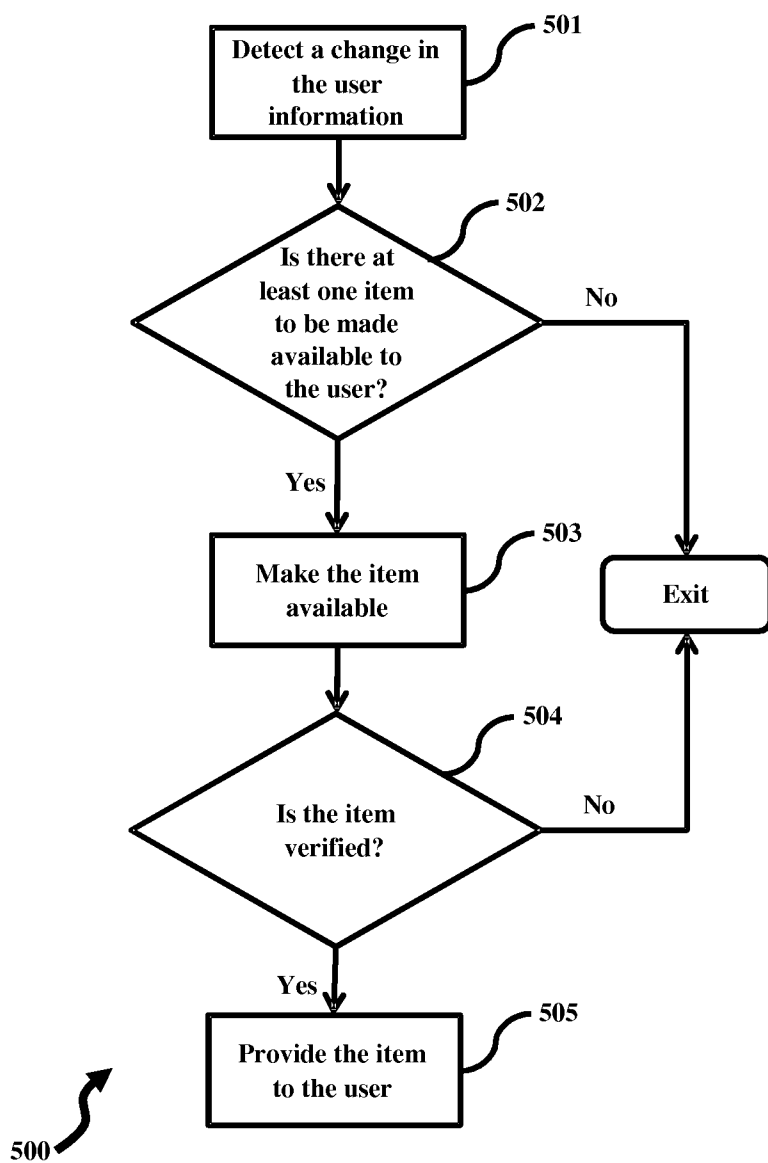 501
Detect a change in
the user
information
502
Is there at
least one item
to be made
available to
the user?
No
Yes
503
Make the item
available
Exit
504
Is the item
verified?
No
Yes
505
Provide the item
to the user
500